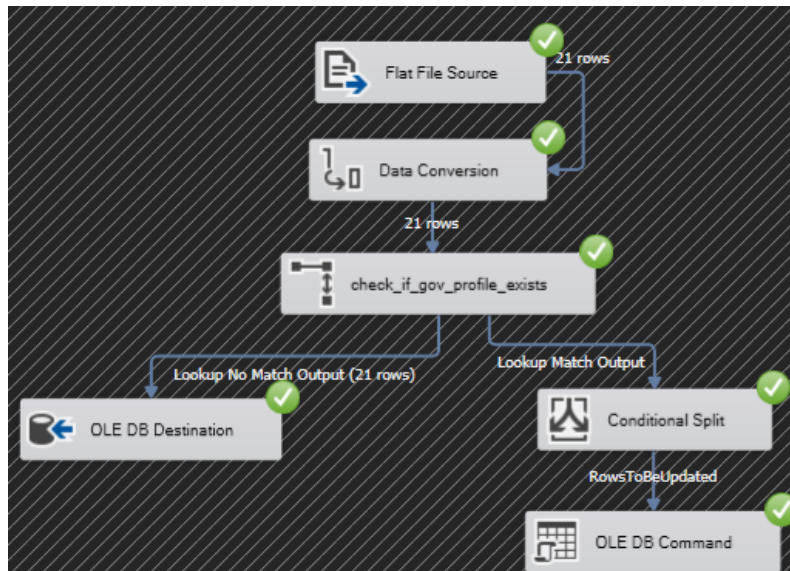 Flat File Source
21 rows
Data Conversion
21 rows
check_if_gov_profile_exists
Lookup No Match Output (21 rows)
Lookup Match Output
OLE DB Destination
Conditional Split
RowsToBeUpdated
OLE DB Command